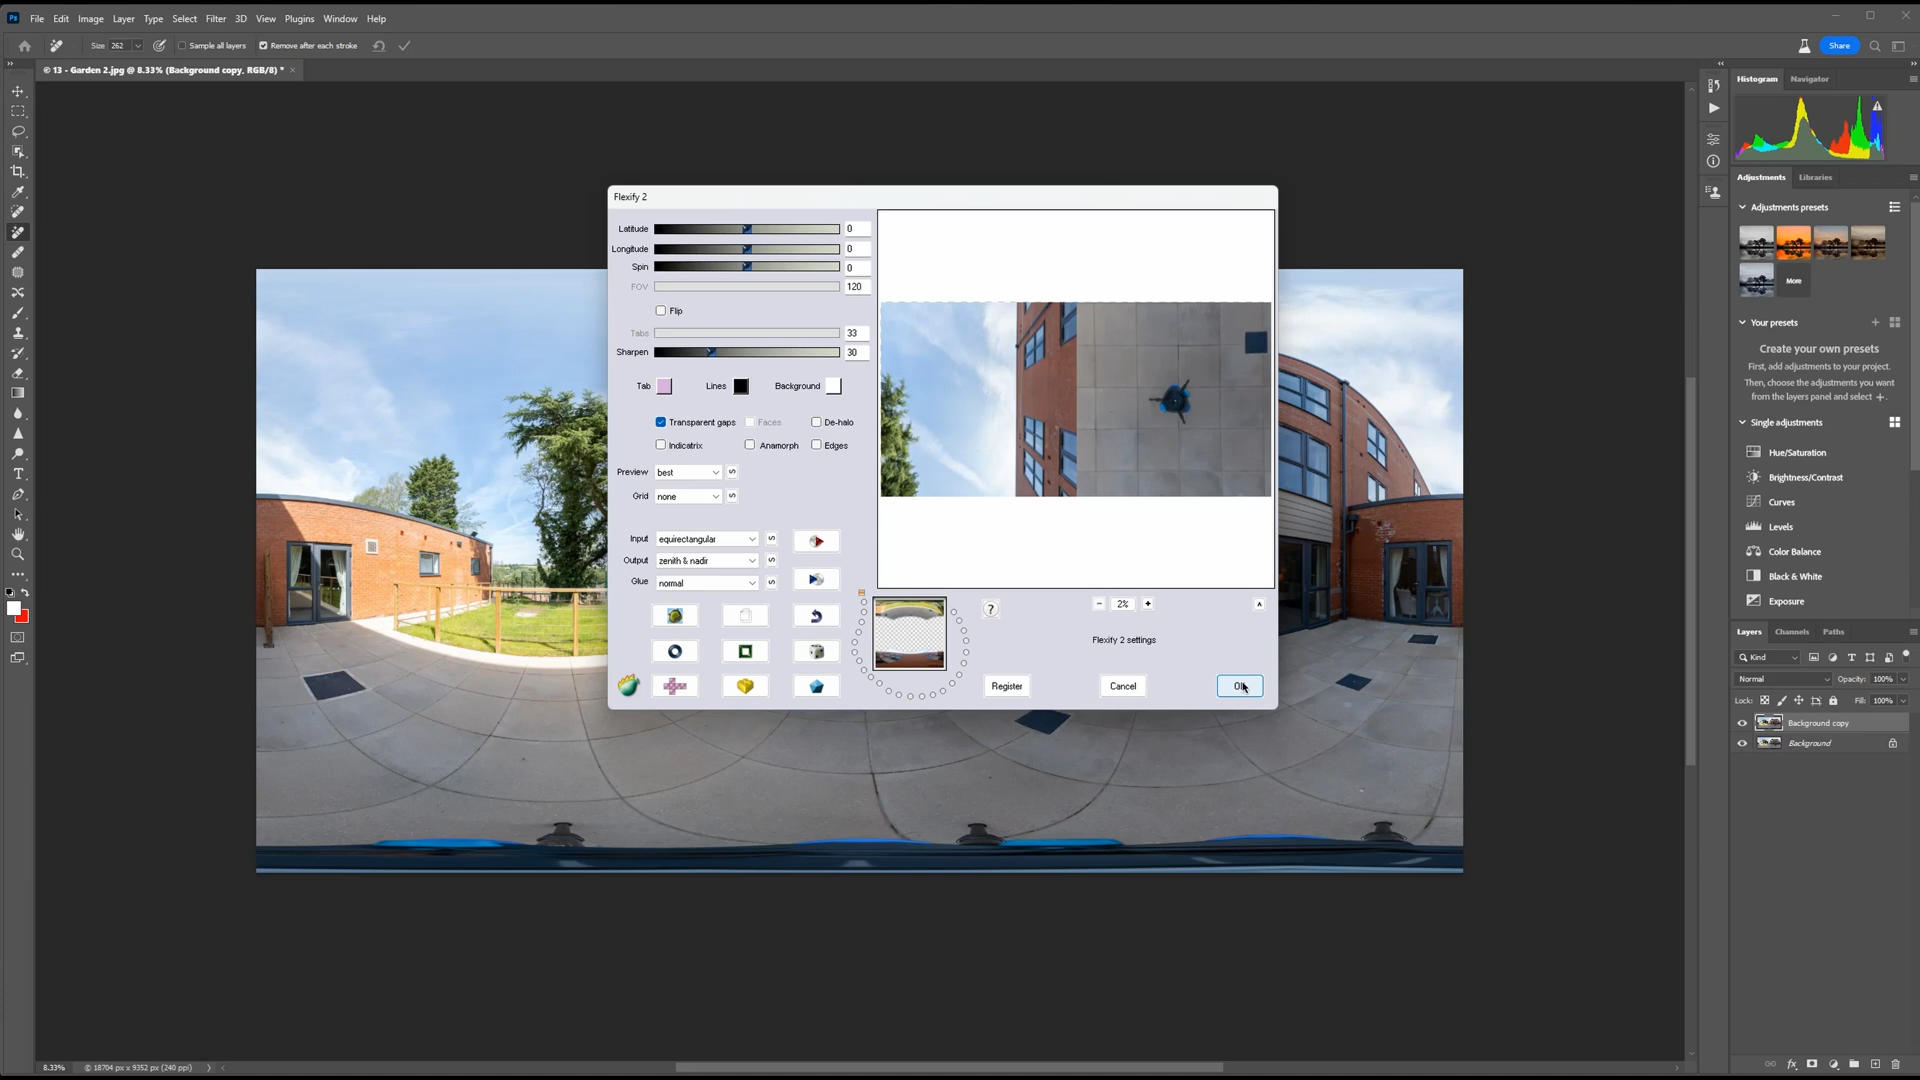 Ps File Edit Image Layer Type Select Filter 3D View Plugins Window Help
Size 262 Sample all layers Remove after each stroke Share
© 13 - Garden 2.jpg @ 8.33% (Background copy, RGB/8) * ×
Histogram Navigator
Adjustments Libraries
Adjustments presets
More
Your presets
Create your own presets
First, add adjustments to your project.
Then, choose the adjustments you want
from the layers panel and select +.
Single adjustments
Hue/Saturation
Brightness/Contrast
Curves
Levels
Color Balance
Black & White
Exposure
Layers Channels Paths
Kind
Normal Opacity: 100%
Lock: Fill: 100%
Background copy
Background
Flexify 2
Latitude 0
Longitude 0
Spin 0
FOV 120
Flip
Tabs 33
Sharpen 30
Tab Lines Background
Transparent gaps Faces De-halo
Indicatrix Anamorph Edges
Preview best S
Grid none S
Input equirectangular S
Output zenith & nadir S
Glue normal S
? − 2% +
Flexify 2 settings
Register Cancel
8.33% © 18704 px x 9352 px (240 ppi)